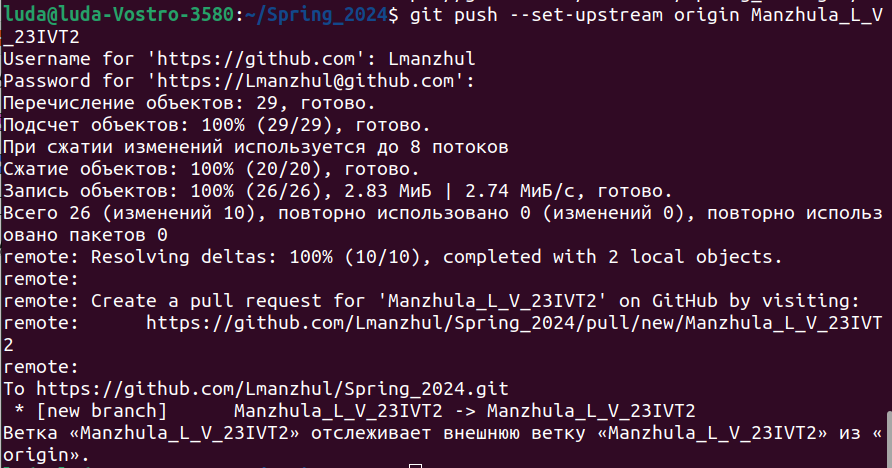 luda@luda-Vostro-3580:~/Spring_2024$ git push --set-upstream origin Manzhula_L_V
_23IVT2
Username for 'https://github.com': Lmanzhul
Password for 'https://Lmanzhul@github.com':
Перечисление объектов: 29, готово.
Подсчет объектов: 100% (29/29), готово.
При сжатии изменений используется до 8 потоков
Сжатие объектов: 100% (20/20), готово.
Запись объектов: 100% (26/26), 2.83 МиБ | 2.74 МиБ/с, готово.
Всего 26 (изменений 10), повторно использовано 0 (изменений 0), повторно использ
овано пакетов 0
remote: Resolving deltas: 100% (10/10), completed with 2 local objects.
remote:
remote: Create a pull request for 'Manzhula_L_V_23IVT2' on GitHub by visiting:
remote:      https://github.com/Lmanzhul/Spring_2024/pull/new/Manzhula_L_V_23IVT
2
remote:
To https://github.com/Lmanzhul/Spring_2024.git
 * [new branch]      Manzhula_L_V_23IVT2 -> Manzhula_L_V_23IVT2
Ветка «Manzhula_L_V_23IVT2» отслеживает внешнюю ветку «Manzhula_L_V_23IVT2» из «
origin».